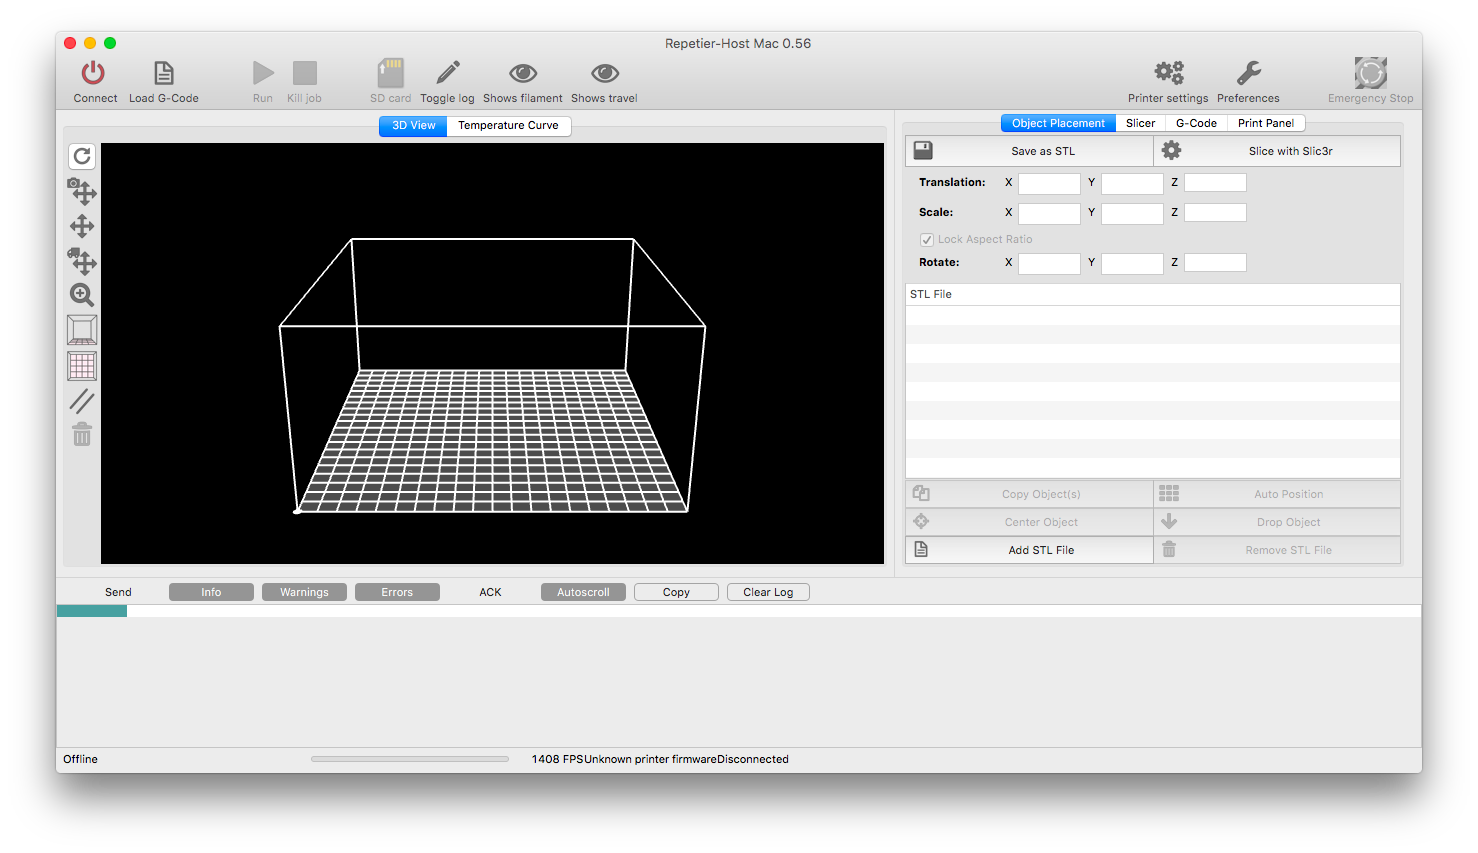 Repetier-Host Mac 0.56
Connect Load G-Code Run Kill job SD card Toggle log Shows filament Shows travel Printer settings Preferences Emergency Stop
3D View Temperature Curve
Object Placement Slicer G-Code Print Panel
Save as STL Slice with Slic3r
Translation: X Y Z
Scale: X Y Z
Lock Aspect Ratio
Rotate: X Y Z
STL File
Copy Object(s) Auto Position
Center Object Drop Object
Add STL File Remove STL File
Send Info Warnings Errors ACK Autoscroll Copy Clear Log
Offline 1408 FPSUnknown printer firmwareDisconnected